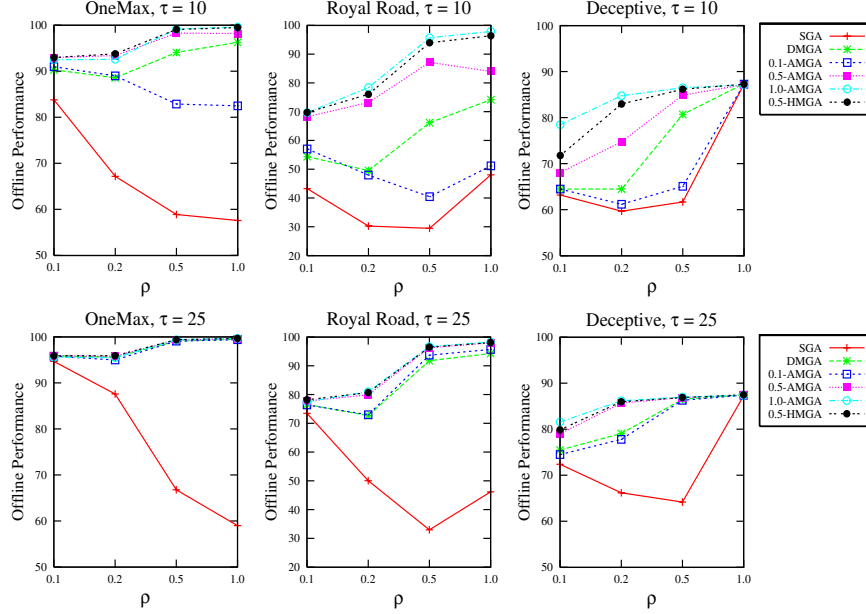 OneMax, τ = 10
Offline Performance
100
90
80
70
60
50
0.1 0.2 0.5 1.0
ρ
Royal Road, τ = 10
Offline Performance
100
90
80
70
60
50
40
30
20
0.1 0.2 0.5 1.0
ρ
Deceptive, τ = 10
Offline Performance
100
90
80
70
60
50
0.1 0.2 0.5 1.0
ρ
SGA
DMGA
0.1-AMGA
0.5-AMGA
1.0-AMGA
0.5-HMGA
OneMax, τ = 25
Offline Performance
100
90
80
70
60
50
0.1 0.2 0.5 1.0
ρ
Royal Road, τ = 25
Offline Performance
100
90
80
70
60
50
40
30
20
0.1 0.2 0.5 1.0
ρ
Deceptive, τ = 25
Offline Performance
100
90
80
70
60
50
0.1 0.2 0.5 1.0
ρ
SGA
DMGA
0.1-AMGA
0.5-AMGA
1.0-AMGA
0.5-HMGA